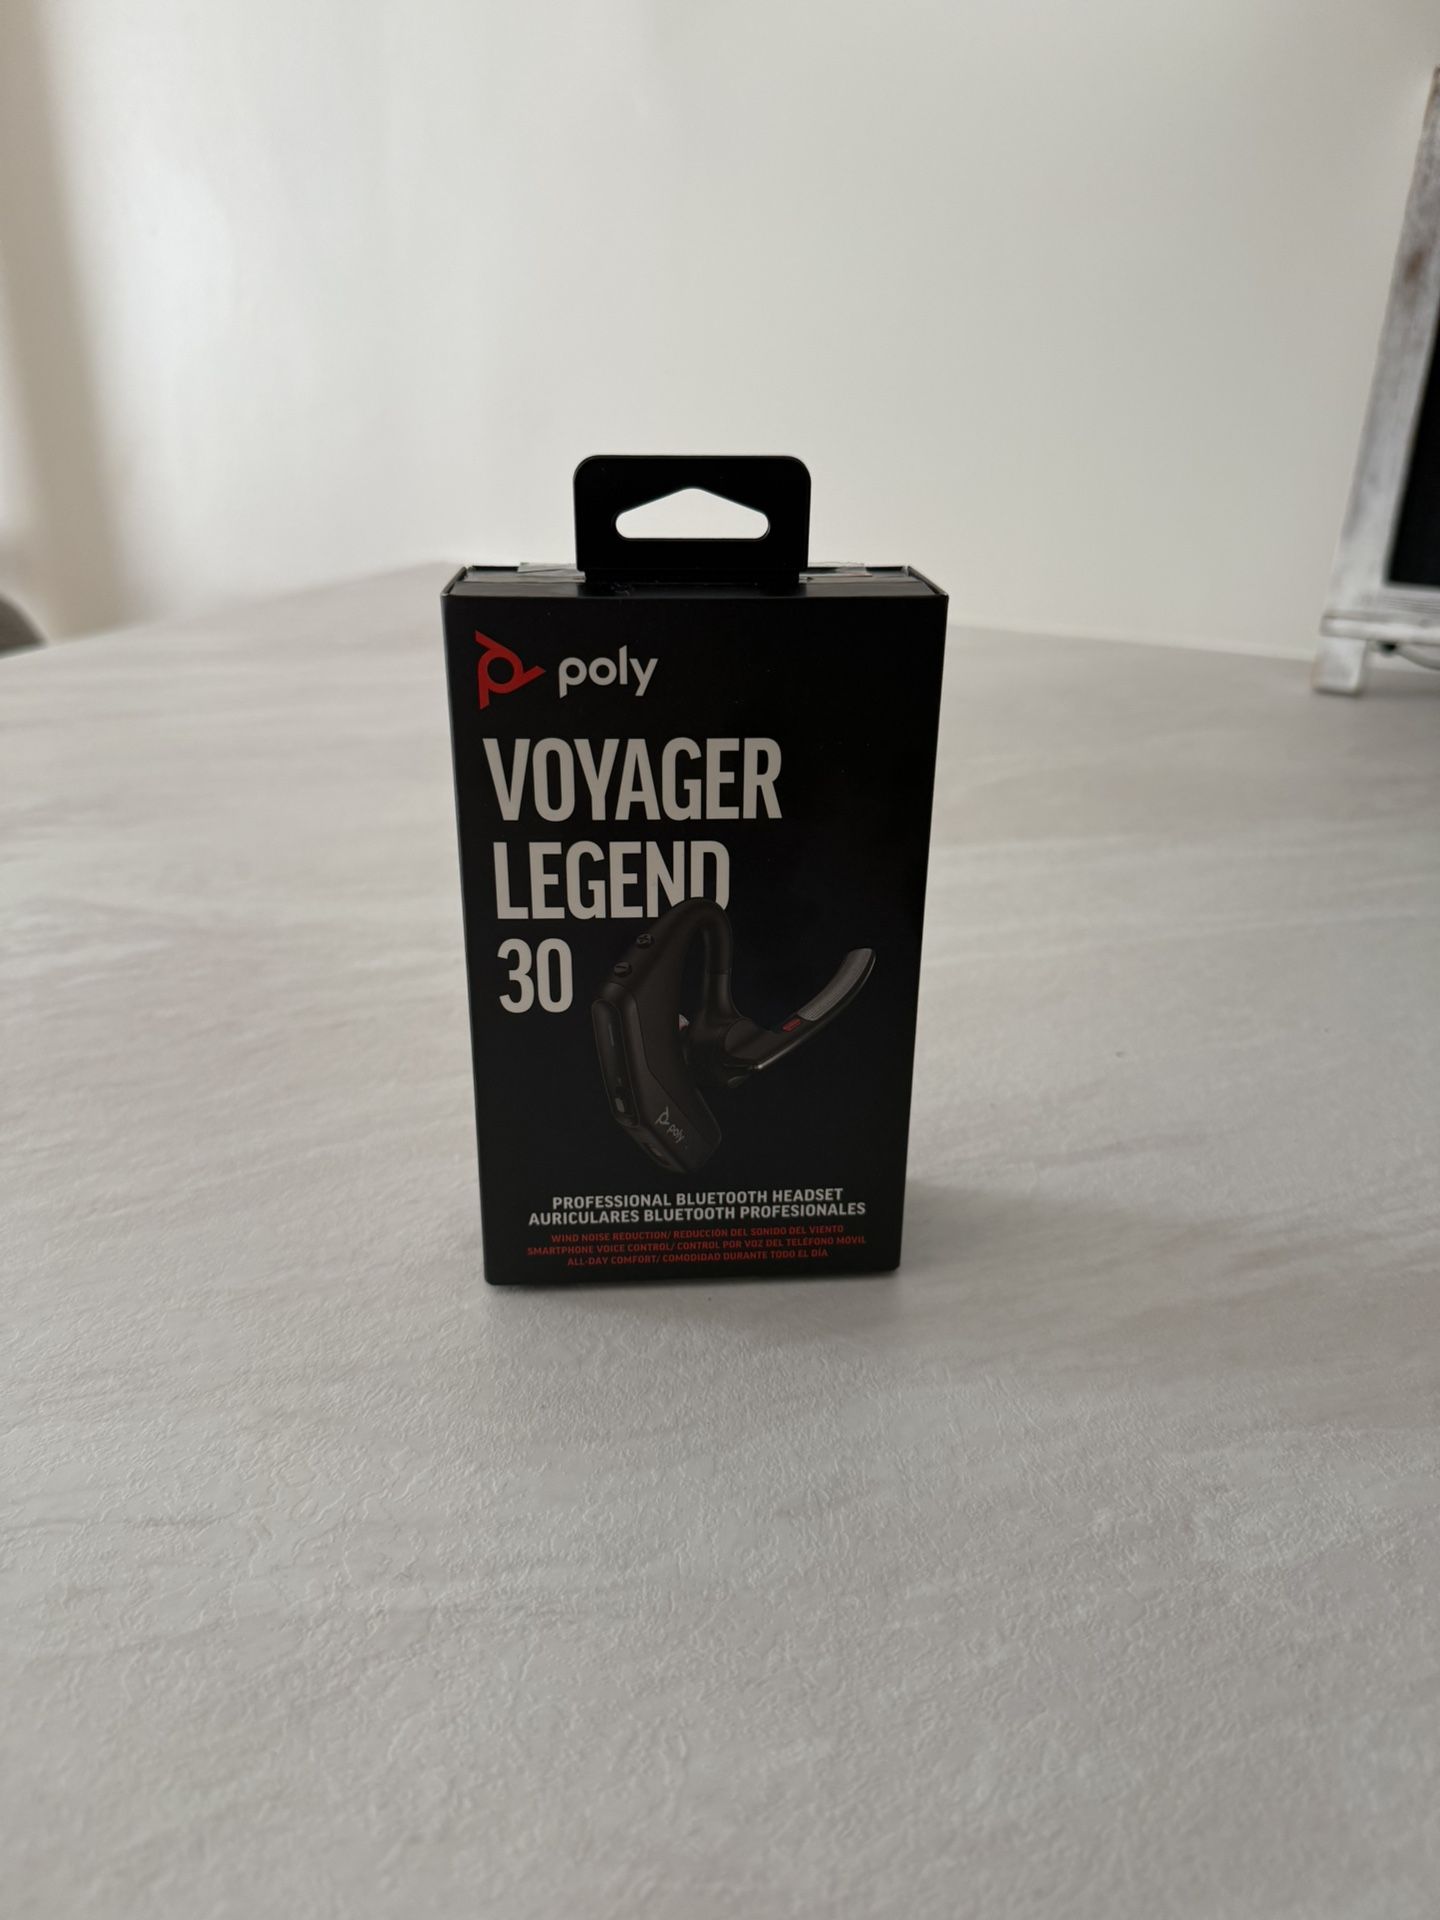 poly
VOYAGER
LEGEND
30
poly
PROFESSIONAL BLUETOOTH HEADSET
AURICULARES BLUETOOTH PROFESIONALES
WIND NOISE REDUCTION/ REDUCCIÓN DEL SONIDO DEL VIENTO
SMARTPHONE VOICE CONTROL/ CONTROL POR VOZ DEL TELÉFONO MOVIL
ALL-DAY COMFORT/ COMODIDAD DURANTE TODO EL DÍA